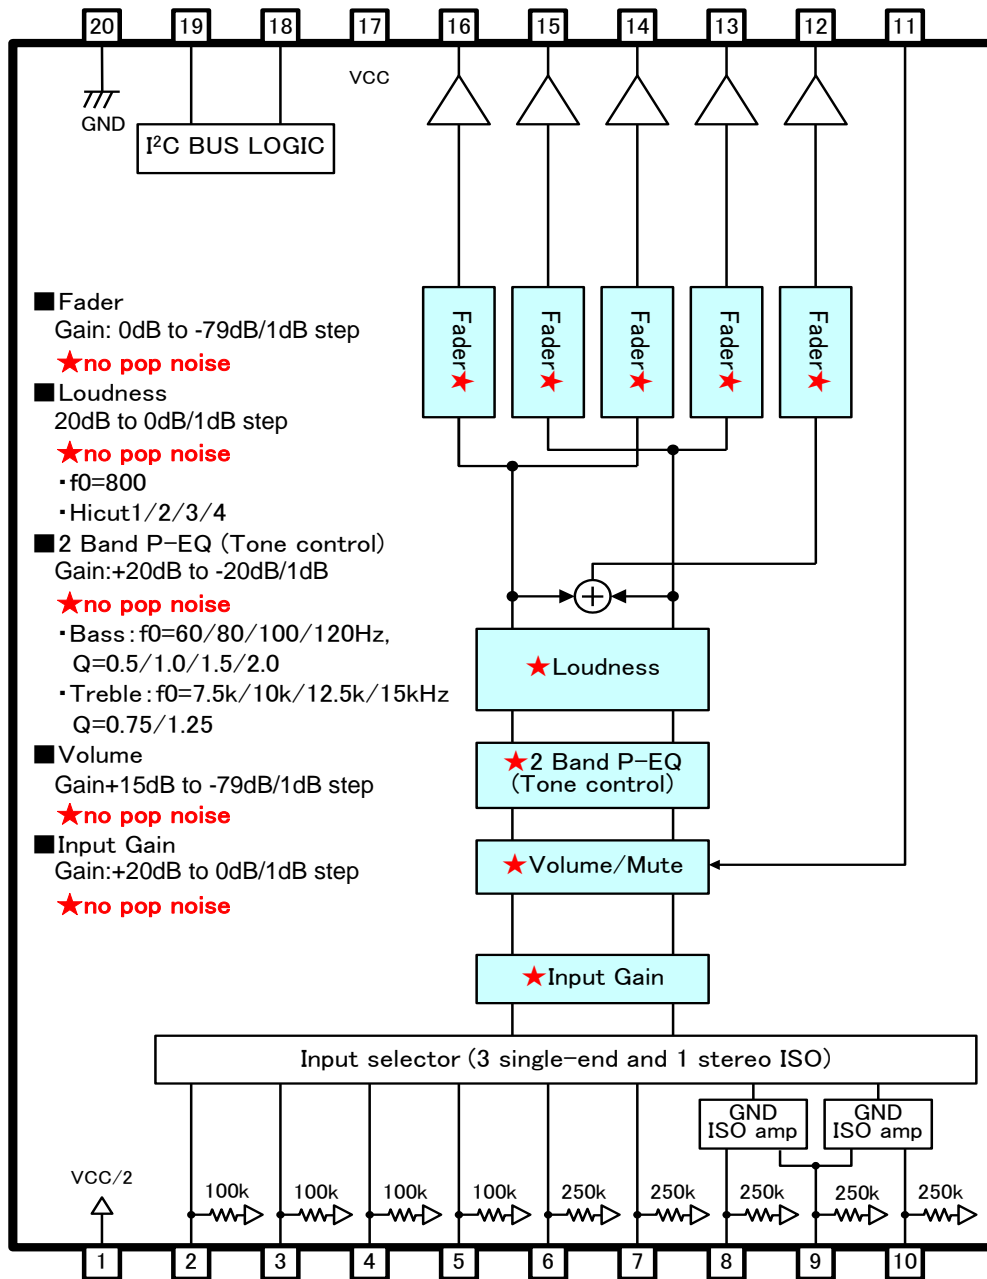 20 19 18 17 16 15 14 13 12 11
VCC
GND
I²C BUS LOGIC
■Fader
Gain: 0dB to -79dB/1dB step
★no pop noise
■Loudness
20dB to 0dB/1dB step
★no pop noise
・f0=800
・Hicut1/2/3/4
■2 Band P-EQ (Tone control)
Gain:+20dB to -20dB/1dB
★no pop noise
・Bass:f0=60/80/100/120Hz,
Q=0.5/1.0/1.5/2.0
・Treble:f0=7.5k/10k/12.5k/15kHz
Q=0.75/1.25
■Volume
Gain+15dB to -79dB/1dB step
★no pop noise
■Input Gain
Gain:+20dB to 0dB/1dB step
★no pop noise
Fader★
Fader★
Fader★
Fader★
Fader★
★Loudness
★2 Band P-EQ
(Tone control)
★Volume/Mute
★Input Gain
Input selector (3 single-end and 1 stereo ISO)
GND
ISO amp
GND
ISO amp
VCC/2
100k 100k 100k 100k 250k 250k 250k 250k 250k
1 2 3 4 5 6 7 8 9 10